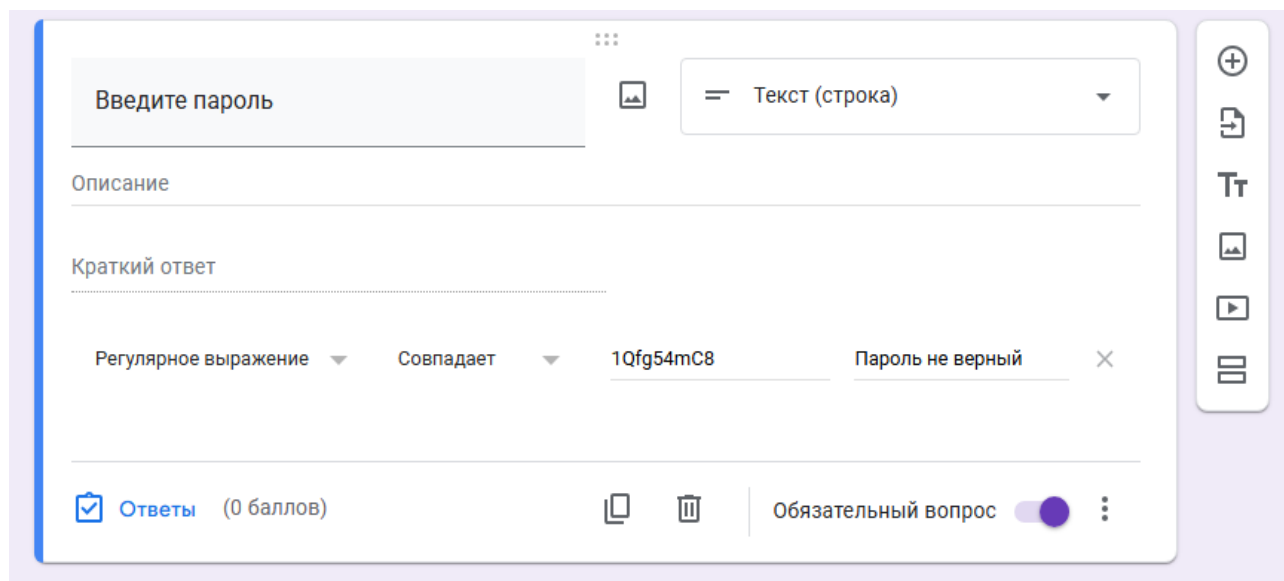 Введите пароль
Текст (строка)
Описание
Краткий ответ
Регулярное выражение Совпадает 1Qfg54mC8 Пароль не верный
Ответы (0 баллов) Обязательный вопрос